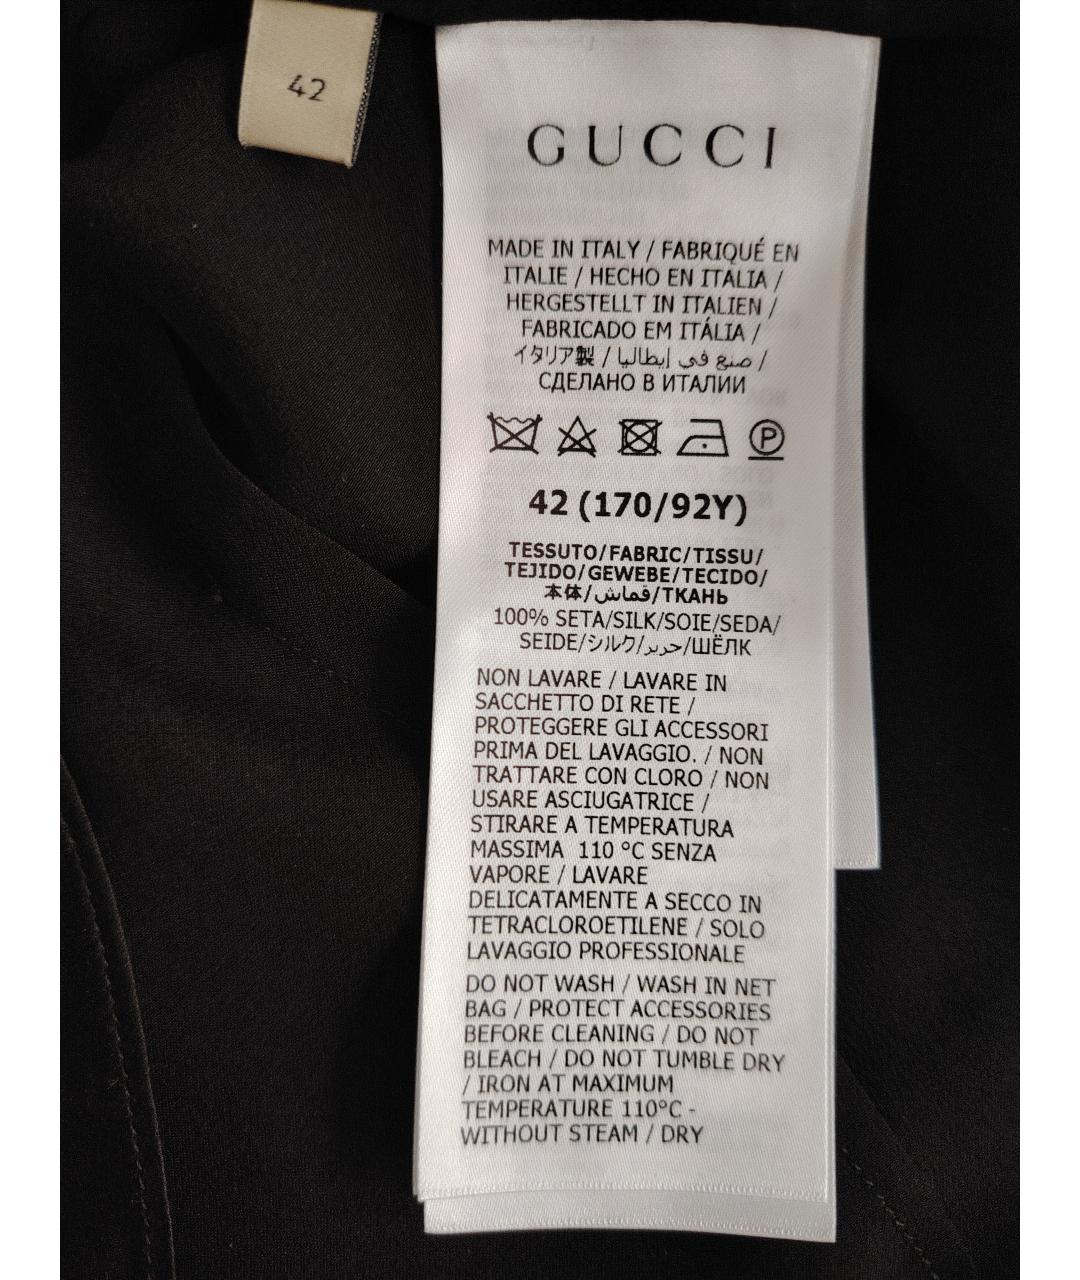 42
GUCCI
MADE IN ITALY / FABRIQUÉ EN
ITALIE / HECHO EN ITALIA /
HERGESTELLT IN ITALIEN /
FABRICADO EM ITÁLIA /
イタリア製 / صنع في إيطاليا /
СДЕЛАНО В ИТАЛИИ
P
42 (170/92Y)
TESSUTO/FABRIC/TISSU/
TEJIDO/GEWEBE/TECIDO/
本体/قماش/ТКАНЬ
100% SETA/SILK/SOIE/SEDA/
SEIDE/シルク/حرير/ШЁЛК
NON LAVARE / LAVARE IN
SACCHETTO DI RETE /
PROTEGGERE GLI ACCESSORI
PRIMA DEL LAVAGGIO. / NON
TRATTARE CON CLORO / NON
USARE ASCIUGATRICE /
STIRARE A TEMPERATURA
MASSIMA 110 °C SENZA
VAPORE / LAVARE
DELICATAMENTE A SECCO IN
TETRACLOROETILENE / SOLO
LAVAGGIO PROFESSIONALE
DO NOT WASH / WASH IN NET
BAG / PROTECT ACCESSORIES
BEFORE CLEANING / DO NOT
BLEACH / DO NOT TUMBLE DRY
/ IRON AT MAXIMUM
TEMPERATURE 110°C -
WITHOUT STEAM / DRY